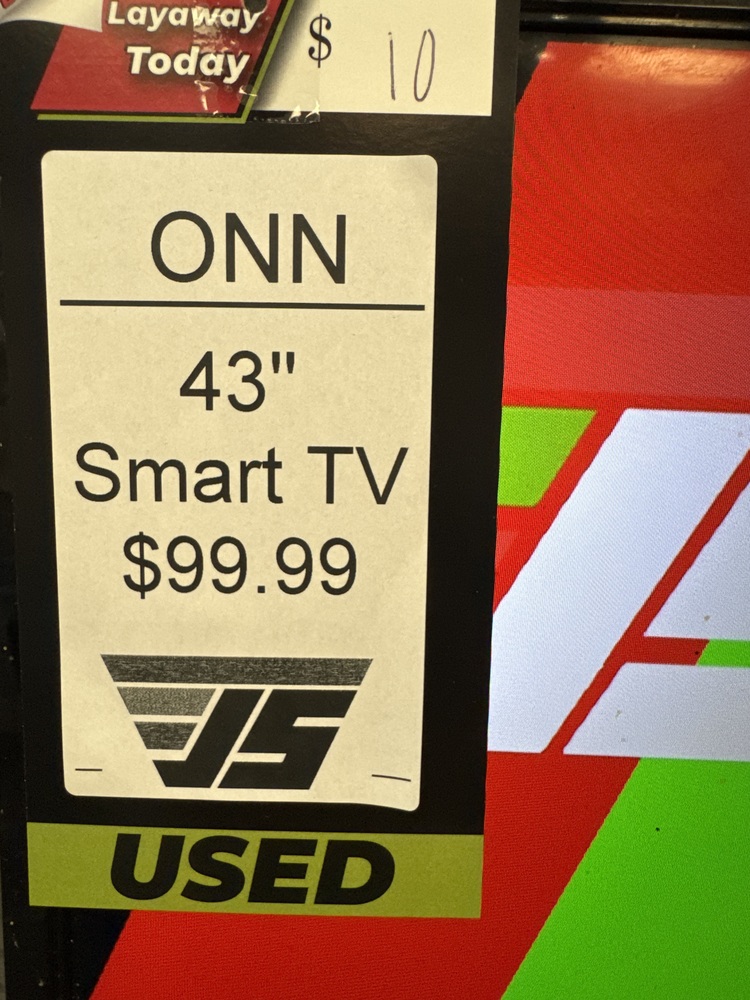 Layaway
Today
$ 10
ONN
43"
Smart TV
$99.99
JS
USED